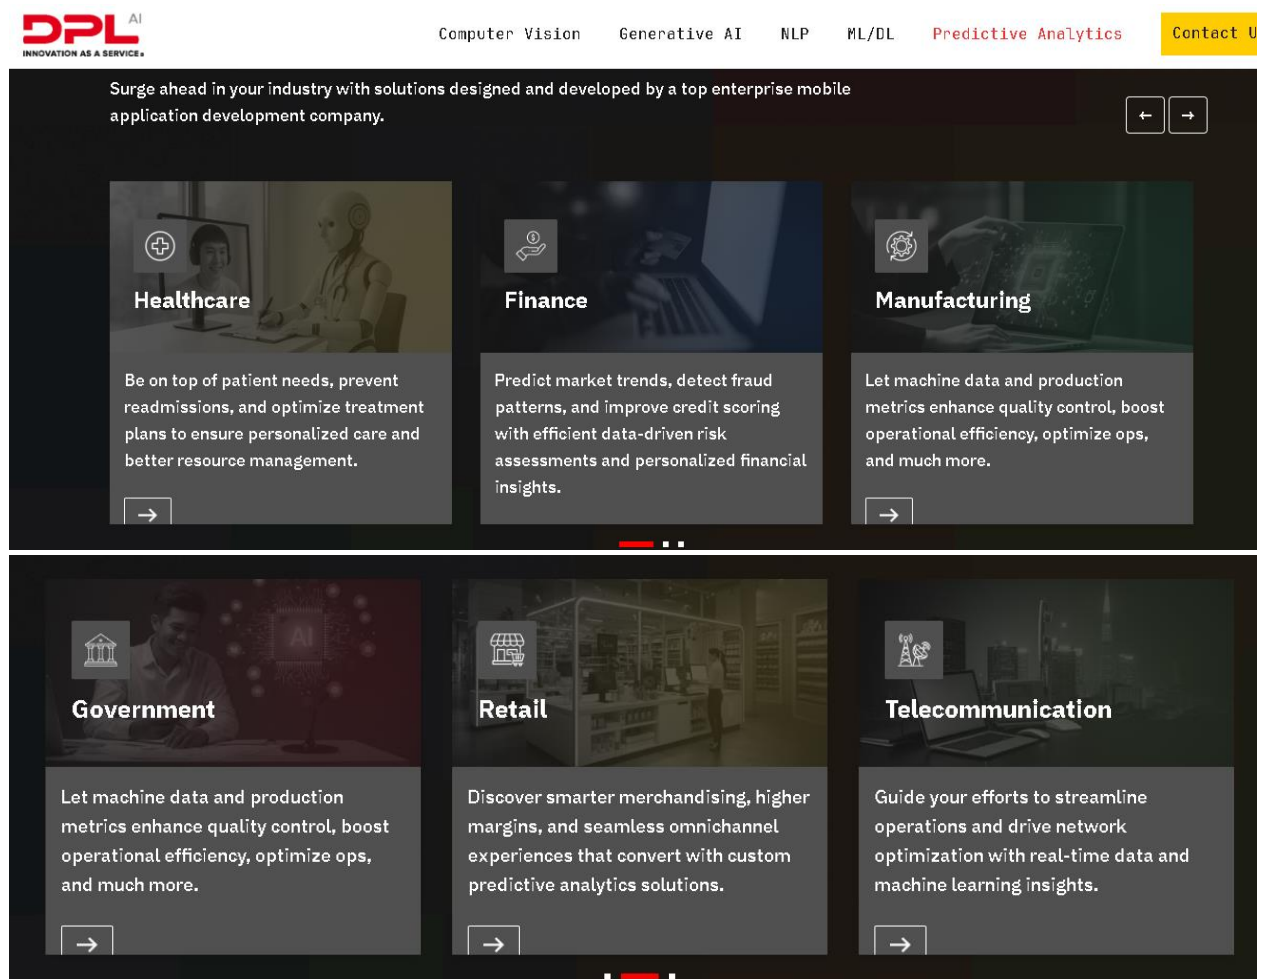 DPL AI
INNOVATION AS A SERVICE.
Computer Vision
Generative AI
NLP
ML/DL
Predictive Analytics
Contact U
Surge ahead in your industry with solutions designed and developed by a top enterprise mobile
application development company.
← →
Healthcare
Be on top of patient needs, prevent
readmissions, and optimize treatment
plans to ensure personalized care and
better resource management.
→
Finance
Predict market trends, detect fraud
patterns, and improve credit scoring
with efficient data-driven risk
assessments and personalized financial
insights.
Manufacturing
Let machine data and production
metrics enhance quality control, boost
operational efficiency, optimize ops,
and much more.
→
AI
Government
Let machine data and production
metrics enhance quality control, boost
operational efficiency, optimize ops,
and much more.
→
Retail
Discover smarter merchandising, higher
margins, and seamless omnichannel
experiences that convert with custom
predictive analytics solutions.
→
Telecommunication
Guide your efforts to streamline
operations and drive network
optimization with real-time data and
machine learning insights.
→